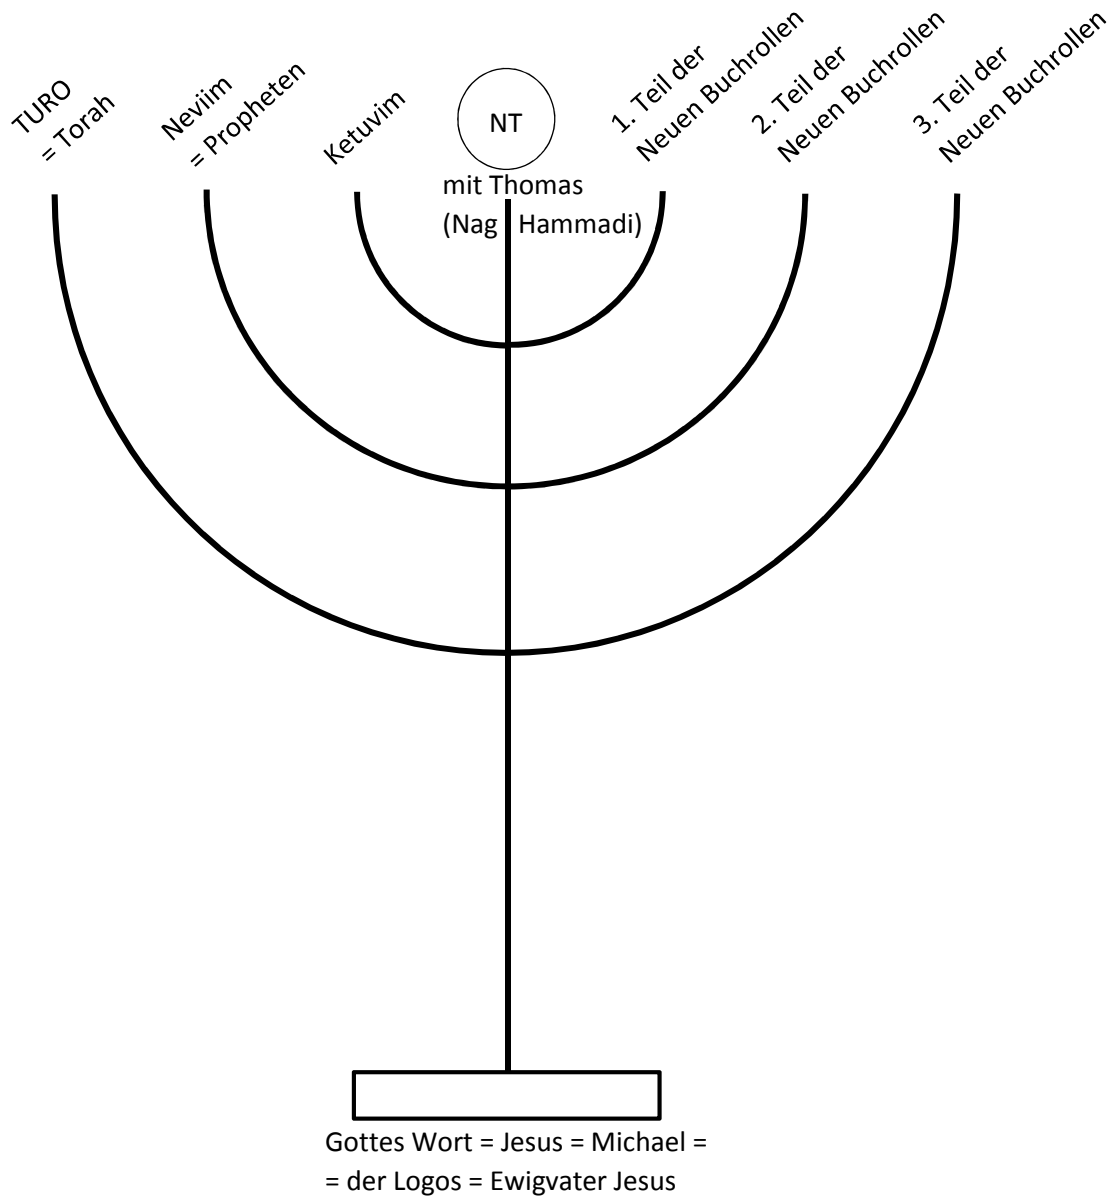 TURO
= Torah
Neviim
= Propheten
Ketuvim
NT
mit Thomas
(Nag Hammadi)
1. Teil der
Neuen Buchrollen
2. Teil der
Neuen Buchrollen
3. Teil der
Neuen Buchrollen
Gottes Wort = Jesus = Michael =
= der Logos = Ewigvater Jesus